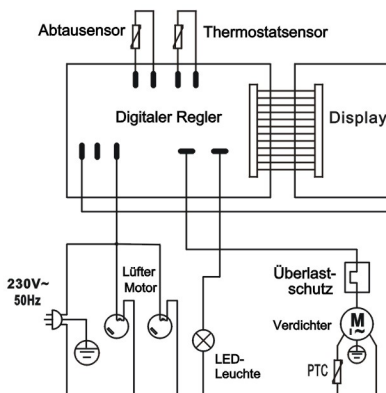 Abtausensor
Thermostatsensor
Digitaler Regler
Display
230V~
50Hz
Lüfter
Motor
Überlast-
schutz
Verdichter
M
1~
LED-
Leuchte
PTC